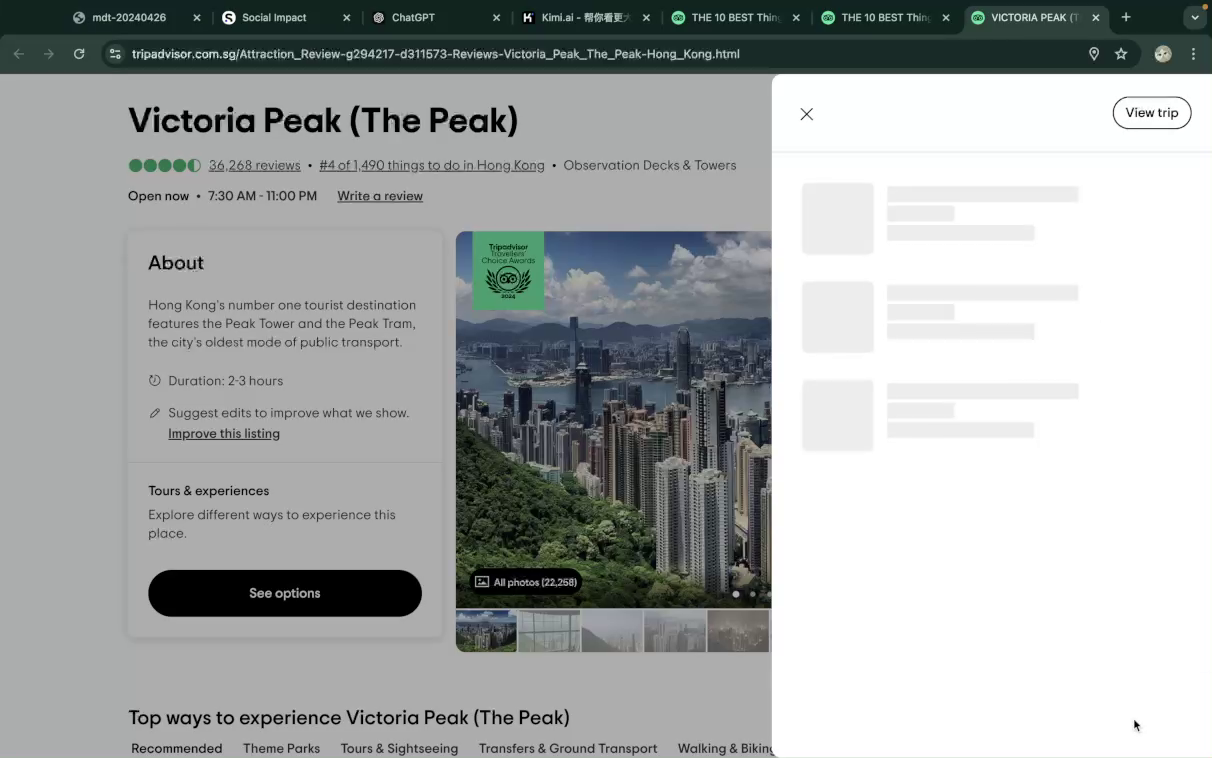 mdt-20240426
Social Impact
ChatGPT
Kimi.ai - 帮你看更
THE 10 BEST Thing
THE 10 BEST Thing
VICTORIA PEAK (T
tripadvisor.com.sg/Attraction_Review-g294217-d311573-Reviews-Victoria_Peak_The_Peak-Hong_Kong.html
Victoria Peak (The Peak)
36,268 reviews • #4 of 1,490 things to do in Hong Kong • Observation Decks & Towers
Open now • 7:30 AM - 11:00 PM Write a review
View trip
About
Hong Kong's number one tourist destination
features the Peak Tower and the Peak Tram,
the city's oldest mode of public transport.
Duration: 2-3 hours
Suggest edits to improve what we show.
Improve this listing
Tours & experiences
Explore different ways to experience this
place.
See options
Tripadvisor
Travellers'
Choice Awards
2024
All photos (22,258)
Top ways to experience Victoria Peak (The Peak)
Recommended Theme Parks Tours & Sightseeing Transfers & Ground Transport Walking & Biking